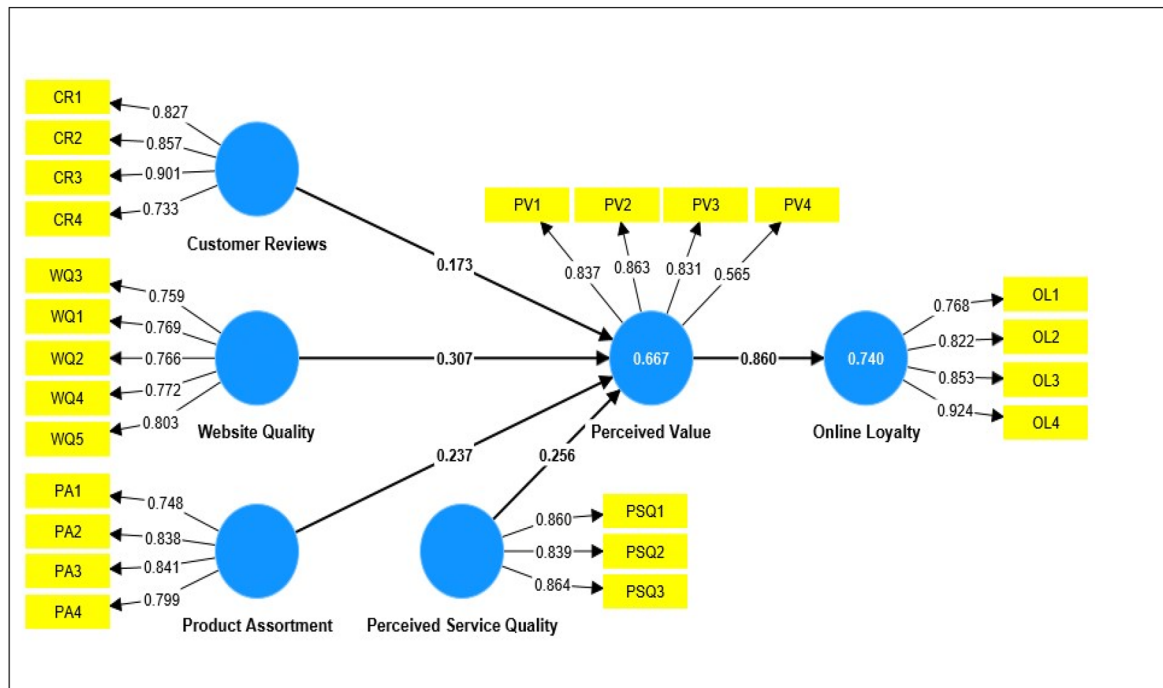 CR1
0.827
CR2
0.857
CR3
0.901
CR4
0.733
Customer Reviews
0.173
WQ3
0.759
WQ1
0.769
WQ2
0.766
WQ4
0.772
WQ5
0.803
Website Quality
0.307
PA1
0.748
PA2
0.838
PA3
0.841
PA4
0.799
Product Assortment
0.237
PSQ1
0.860
PSQ2
0.839
PSQ3
0.864
Perceived Service Quality
0.256
PV1
PV2
PV3
PV4
0.837
0.863
0.831
0.565
0.667
Perceived Value
0.860
0.740
Online Loyalty
0.768
OL1
0.822
OL2
0.853
OL3
0.924
OL4